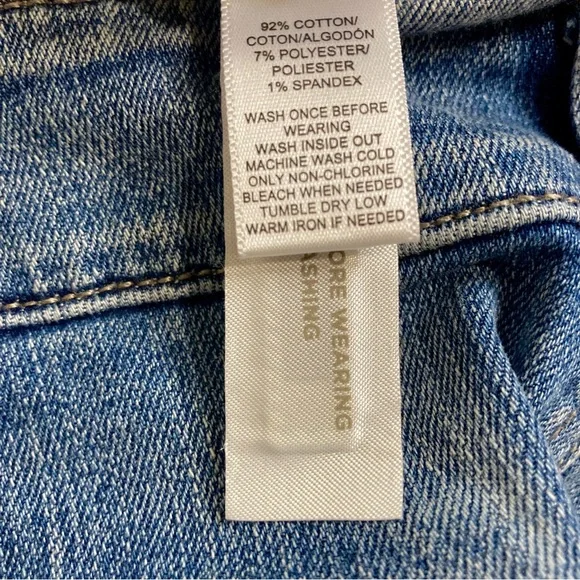 92% COTTON/
COTON/ALGODÓN
7% POLYESTER/
POLIESTER
1% SPANDEX
WASH ONCE BEFORE
WEARING
WASH INSIDE OUT
MACHINE WASH COLD
ONLY NON-CHLORINE
BLEACH WHEN NEEDED
TUMBLE DRY LOW
WARM IRON IF NEEDED
ORE WEARING
ASHING